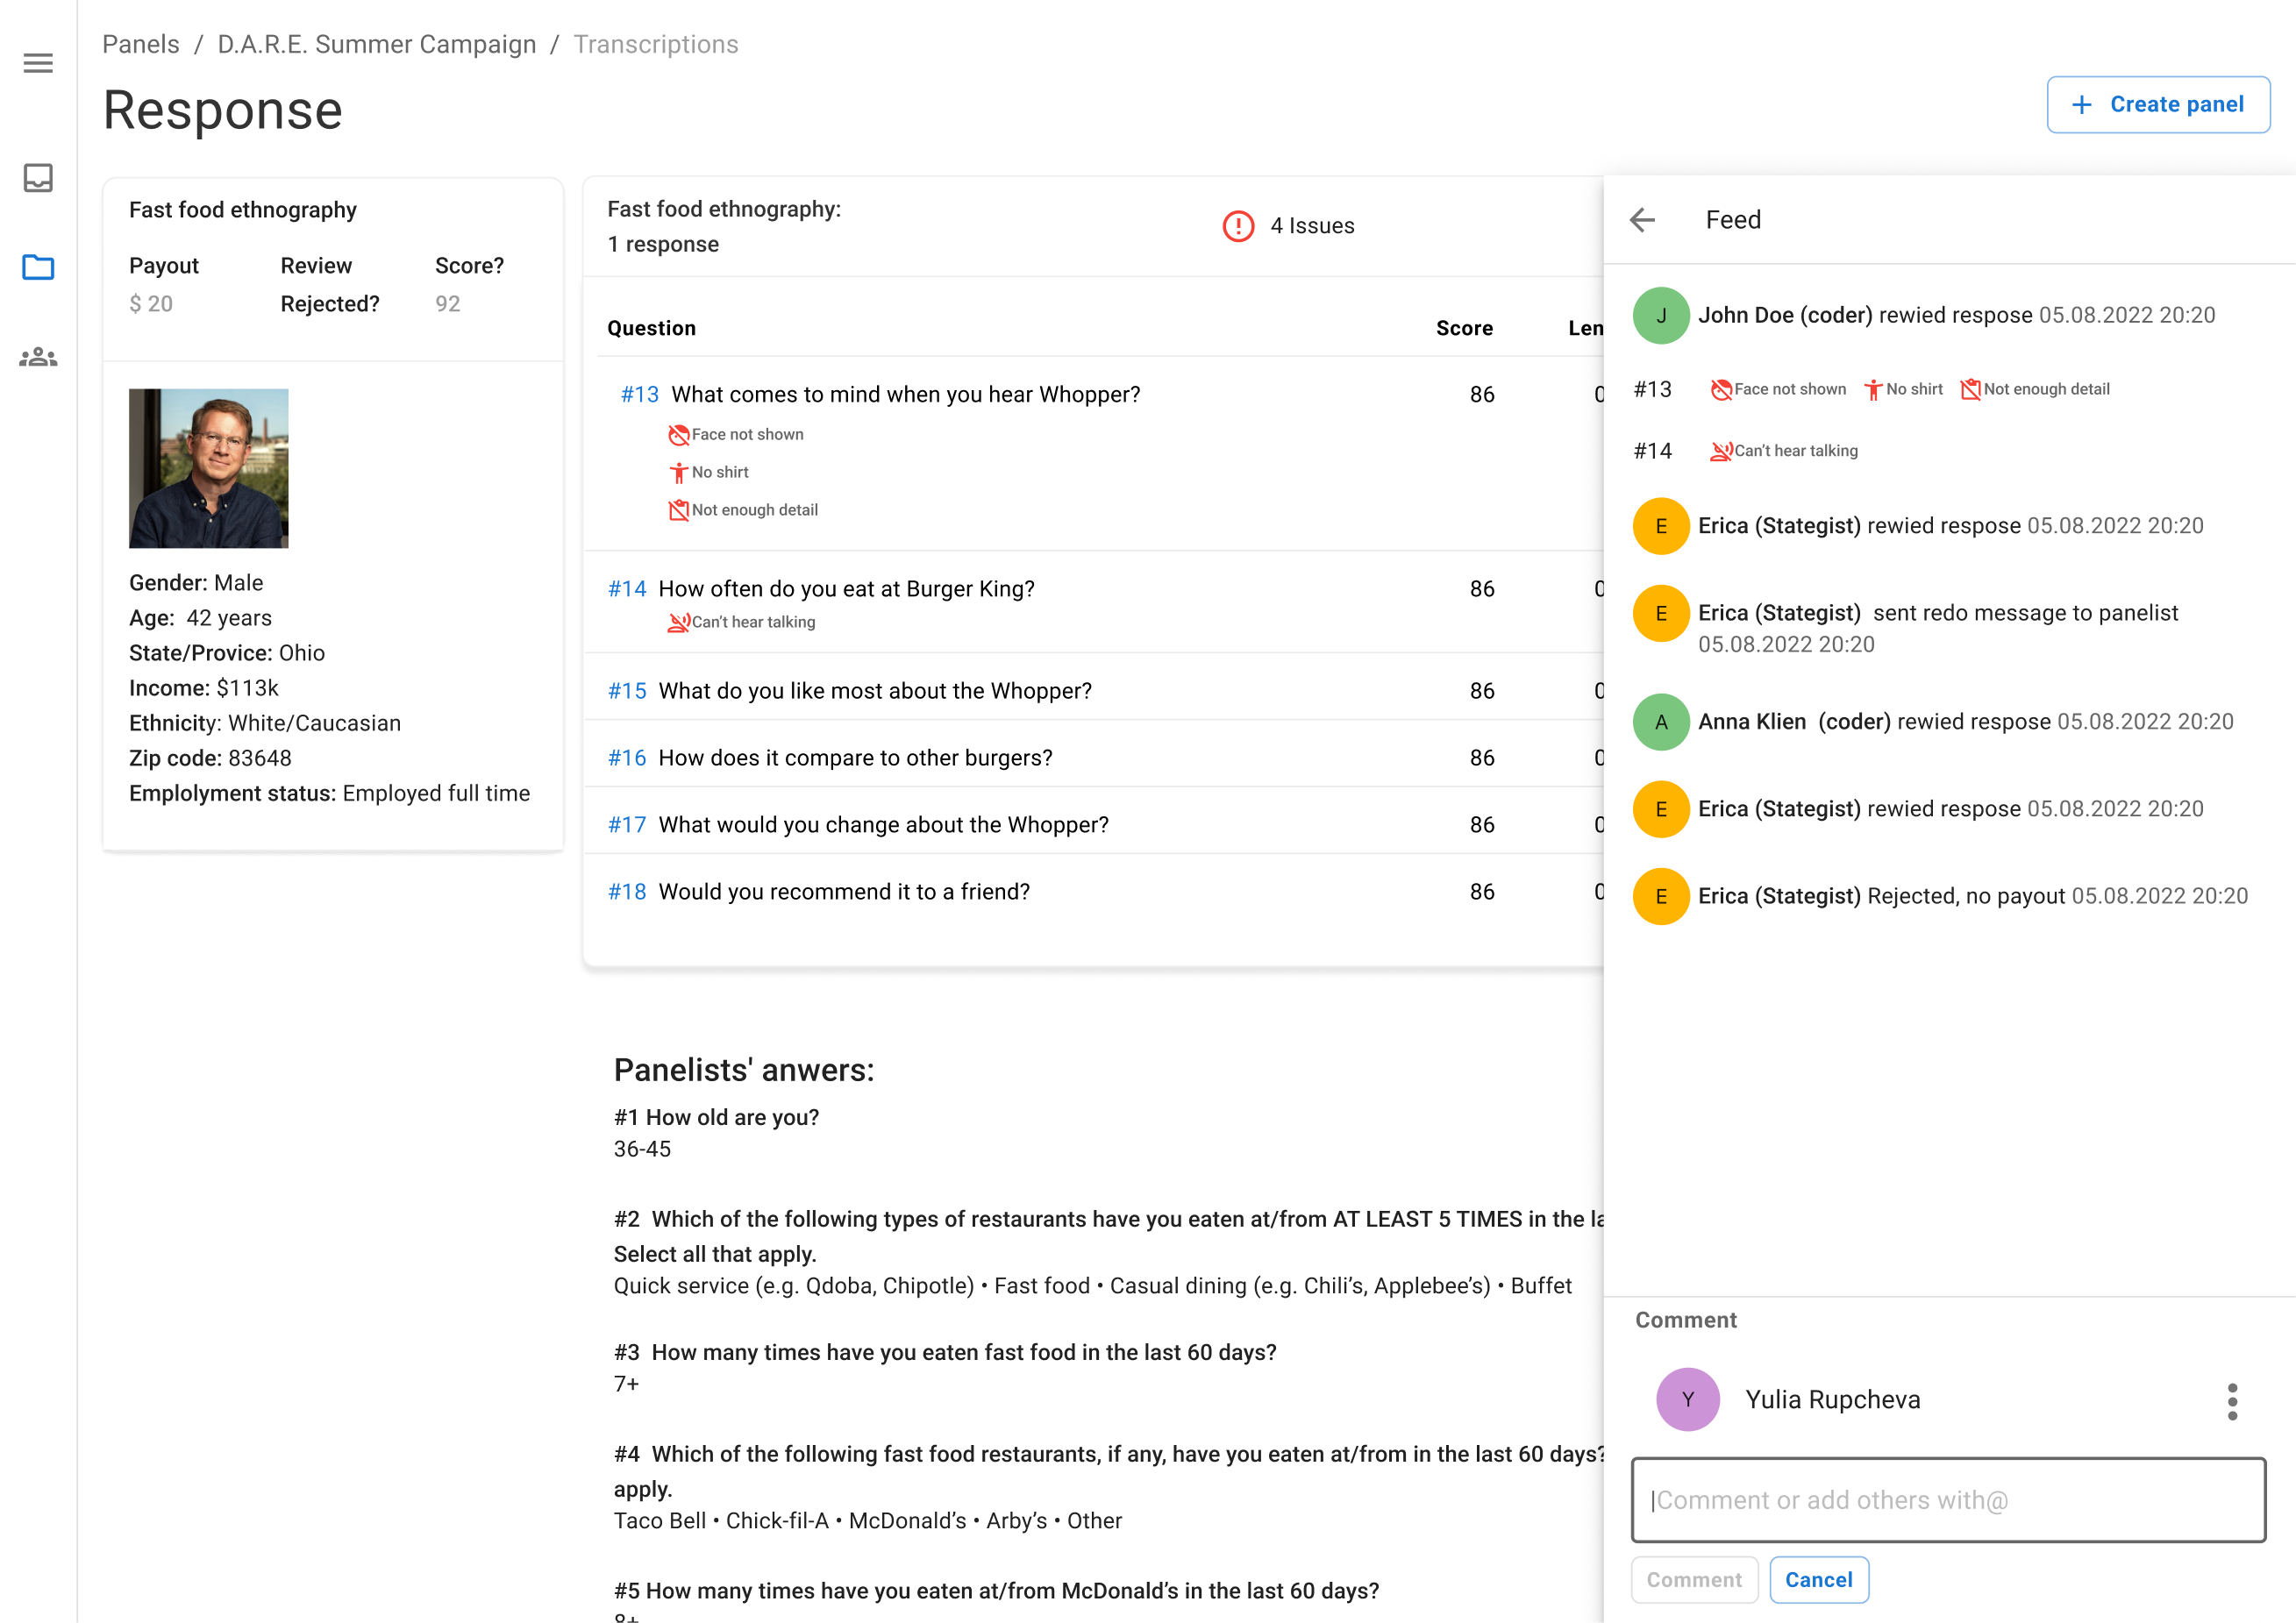 Panels / D.A.R.E. Summer Campaign / Transcriptions
Response
+ Create panel
Fast food ethnography
Payout Review Score?
$ 20 Rejected? 92
Gender: Male
Age: 42 years
State/Provice: Ohio
Income: $113k
Ethnicity: White/Caucasian
Zip code: 83648
Emplolyment status: Employed full time
Fast food ethnography:
1 response
4 Issues
Question Score Len
#13 What comes to mind when you hear Whopper? 86 0
Face not shown
No shirt
Not enough detail
#14 How often do you eat at Burger King? 86 0
Can't hear talking
#15 What do you like most about the Whopper? 86 0
#16 How does it compare to other burgers? 86 0
#17 What would you change about the Whopper? 86 0
#18 Would you recommend it to a friend? 86 0
Panelists' anwers:
#1 How old are you?
36-45
#2 Which of the following types of restaurants have you eaten at/from AT LEAST 5 TIMES in the la
Select all that apply.
Quick service (e.g. Qdoba, Chipotle) • Fast food • Casual dining (e.g. Chili’s, Applebee’s) • Buffet
#3 How many times have you eaten fast food in the last 60 days?
7+
#4 Which of the following fast food restaurants, if any, have you eaten at/from in the last 60 days?
apply.
Taco Bell • Chick-fil-A • McDonald’s • Arby’s • Other
#5 How many times have you eaten at/from McDonald’s in the last 60 days?
8+
Feed
J John Doe (coder) rewied respose 05.08.2022 20:20
#13 Face not shown No shirt Not enough detail
#14 Can’t hear talking
E Erica (Stategist) rewied respose 05.08.2022 20:20
E Erica (Stategist) sent redo message to panelist
05.08.2022 20:20
A Anna Klien (coder) rewied respose 05.08.2022 20:20
E Erica (Stategist) rewied respose 05.08.2022 20:20
E Erica (Stategist) Rejected, no payout 05.08.2022 20:20
Comment
Y Yulia Rupcheva
Comment or add others with@
Comment Cancel